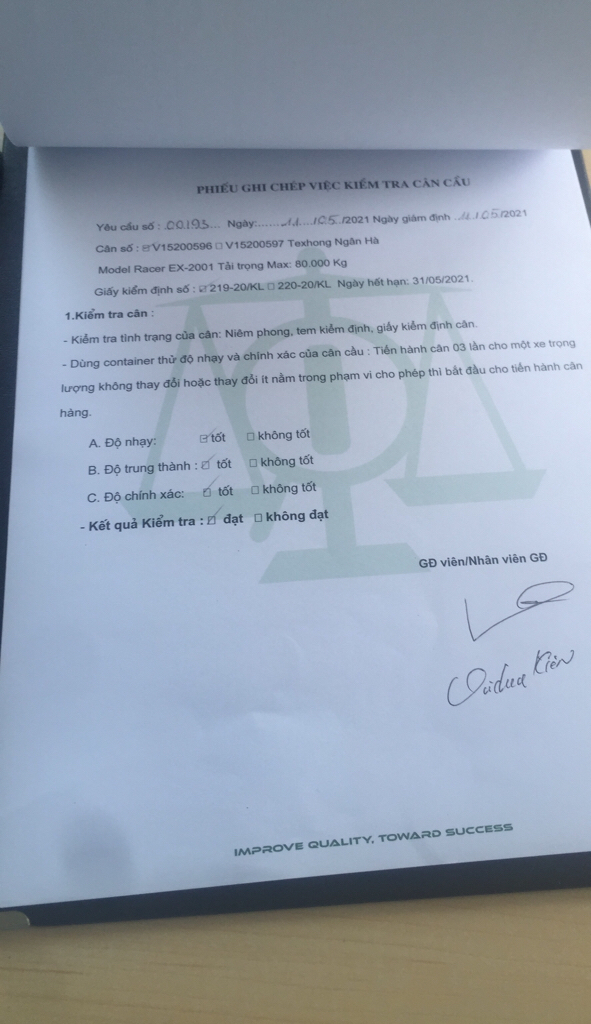 PHIẾU GHI CHÉP VIỆC KIỂM TRA CÂN CẦU
Yêu cầu số : 00193... Ngày:......11...../05./2021 Ngày giám định ..11./05/2021
Cân số : ☑V15200596 ☐ V15200597 Texhong Ngân Hà
Model Racer EX-2001 Tải trọng Max: 80.000 Kg
Giấy kiểm định số : ☑ 219-20/KL ☐ 220-20/KL Ngày hết hạn: 31/05/2021.
1.Kiểm tra cân :
- Kiểm tra tình trạng của cân: Niêm phong, tem kiểm định, giấy kiểm định cân.
- Dùng container thử độ nhạy và chính xác của cân cầu : Tiến hành cân 03 lần cho một xe trọng
lượng không thay đổi hoặc thay đổi ít nằm trong phạm vi cho phép thì bắt đầu cho tiến hành cân
hàng.
A. Độ nhạy: ☑ tốt ☐ không tốt
B. Độ trung thành : ☑ tốt ☐ không tốt
C. Độ chính xác: ☑ tốt ☐ không tốt
- Kết quả Kiểm tra : ☑ đạt ☐ không đạt
GĐ viên/Nhân viên GĐ
Kiên
IMPROVE QUALITY, TOWARD SUCCESS